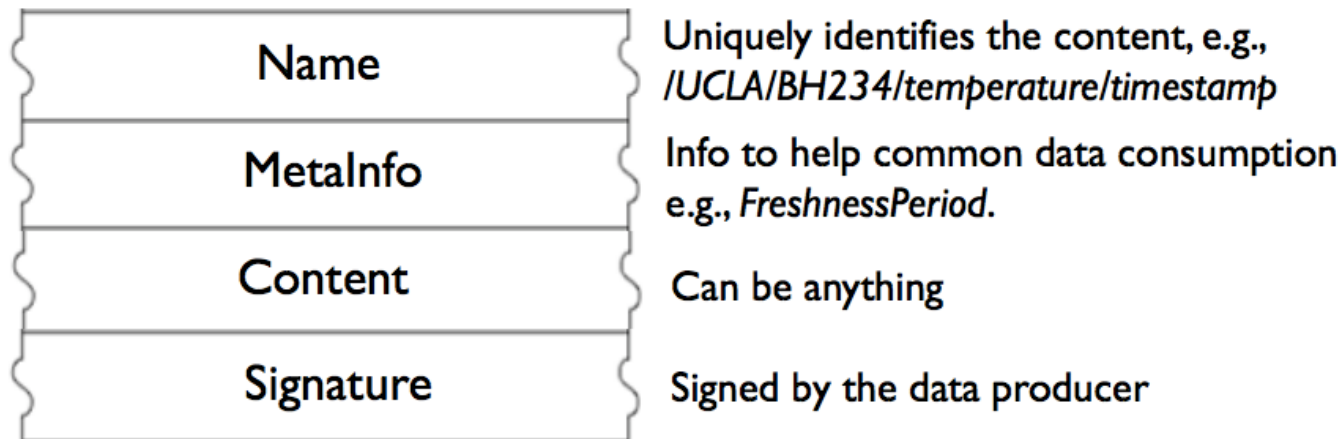 Name
Uniquely identifies the content, e.g.,
/UCLA/BH234/temperature/timestamp
MetaInfo
Info to help common data consumption
e.g., FreshnessPeriod.
Content
Can be anything
Signature
Signed by the data producer